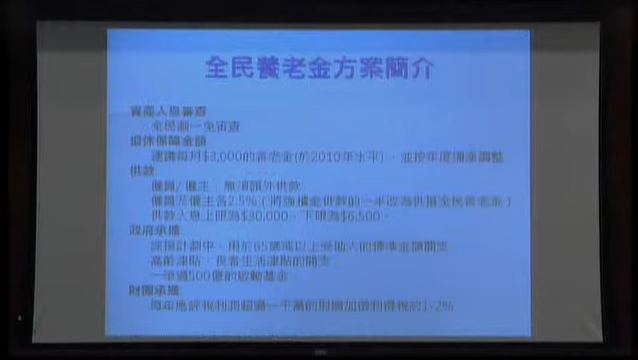 全民養老金方案簡介
資產入息審查
全民劃一免審查
退休保障金額
建議每月$3,000的養老金(於2010年水平)，並按年度通漲調整
供款
僱員/僱主：無須額外供款
僱員及僱主各2.5%（將強積金供款的一半改為供損全民養老金）
供款入息上限為$30,000，下限為$6,500。
政府承擔
綜援計劃中，用於65歲或以上受助人的標準金額開支
高齡津貼，長者生活津貼的開支
一筆過500億的啟動基金
財團承擔
每年應評稅利潤超過一千萬的財團加徵利得稅的1-2%